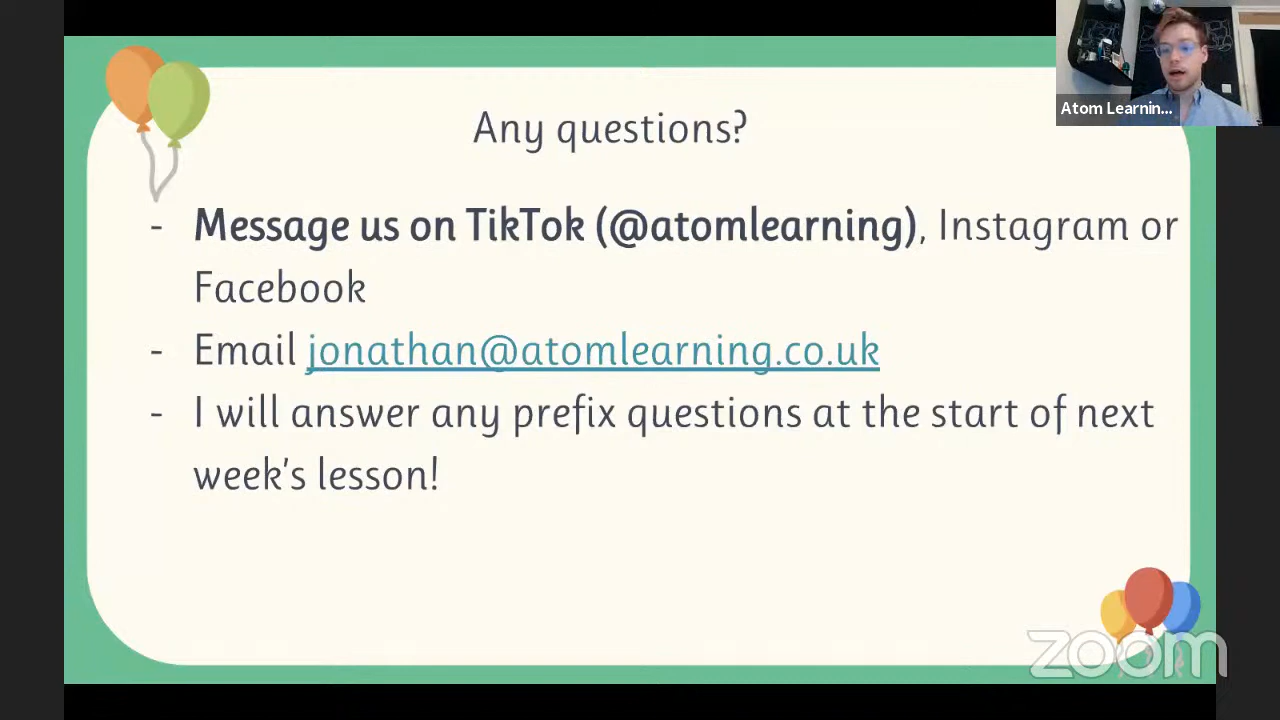 Atom Learnin...
Any questions?
- Message us on TikTok (@atomlearning), Instagram or
Facebook
- Email jonathan@atomlearning.co.uk
- I will answer any prefix questions at the start of next
week's lesson!
zoom